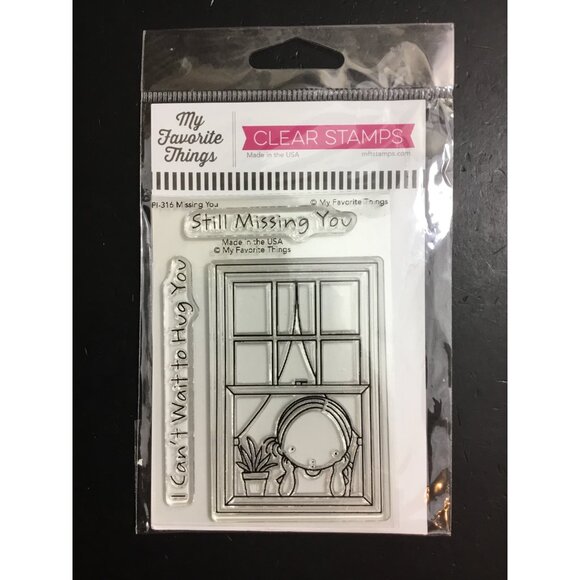 My
Favorite
Things
CLEAR STAMPS
Made in the USA
mftstamps.com
PI-316 Missing You
© My Favorite Things
Still Missing You
Made in the USA
© My Favorite Things
I Can't Wait to Hug You